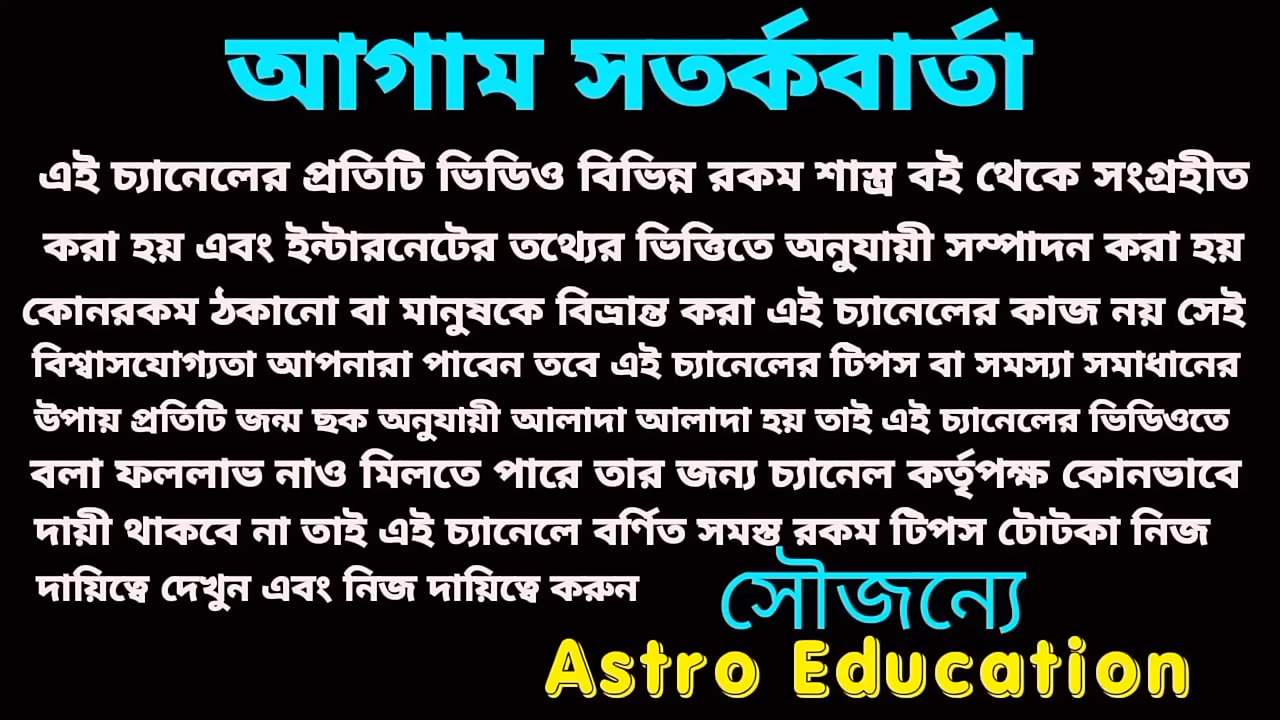 আগাম সতর্কবার্তা
এই চ্যানেলের প্রতিটি ভিডিও বিভিন্ন রকম শাস্ত্র বই থেকে সংগ্রহীত
করা হয় এবং ইন্টারনেটের তথ্যের ভিত্তিতে অনুযায়ী সম্পাদন করা হয়
কোনরকম ঠকানো বা মানুষকে বিভ্রান্ত করা এই চ্যানেলের কাজ নয় সেই
বিশ্বাসযোগ্যতা আপনারা পাবেন তবে এই চ্যানেলের টিপস বা সমস্যা সমাধানের
উপায় প্রতিটি জন্ম ছক অনুযায়ী আলাদা আলাদা হয় তাই এই চ্যানেলের ভিডিওতে
বলা ফললাভ নাও মিলতে পারে তার জন্য চ্যানেল কর্তৃপক্ষ কোনভাবে
দায়ী থাকবে না তাই এই চ্যানেলে বর্ণিত সমস্ত রকম টিপস টোটকা নিজ
দায়িত্বে দেখুন এবং নিজ দায়িত্বে করুন
সৌজন্যে
Astro Education